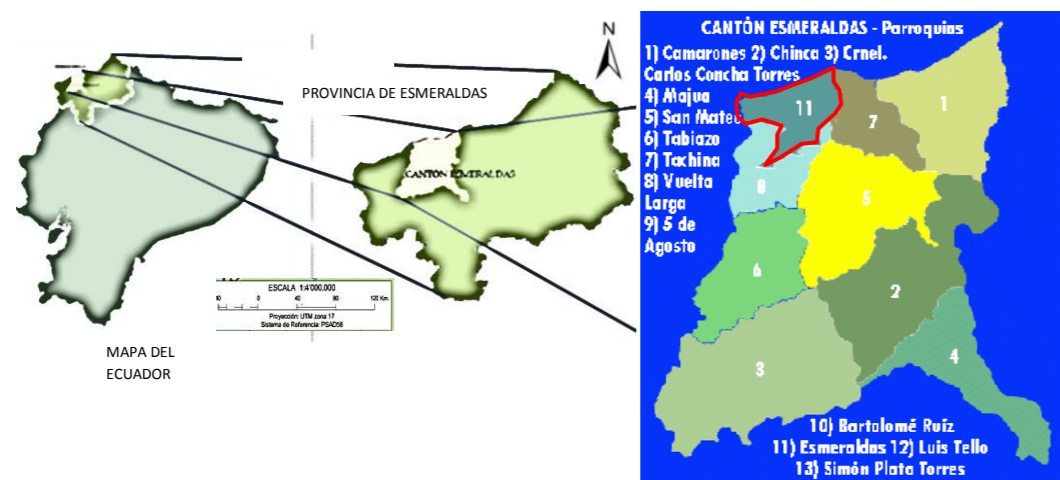 PROVINCIA DE ESMERALDAS
N
CANTÓN ESMERALDAS
ESCALA 1:4'000.000
0 40 80 120 Km.
Proyección: UTM zona 17
Sistema de Referencia: PSAD56
MAPA DEL
ECUADOR
CANTÓN ESMERALDAS - Parroquias
1) Camarones 2) Chinca 3) Crnel.
Carlos Concha Torres
4) Majua
5) San Mateo
6) Tabiazo
7) Tachina
8) Vuelta
Larga
9) 5 de
Agosto
11
7
1
8
5
6
2
3
4
10) Bartolomé Ruiz
11) Esmeraldas 12) Luis Tello
13) Simón Plata Torres